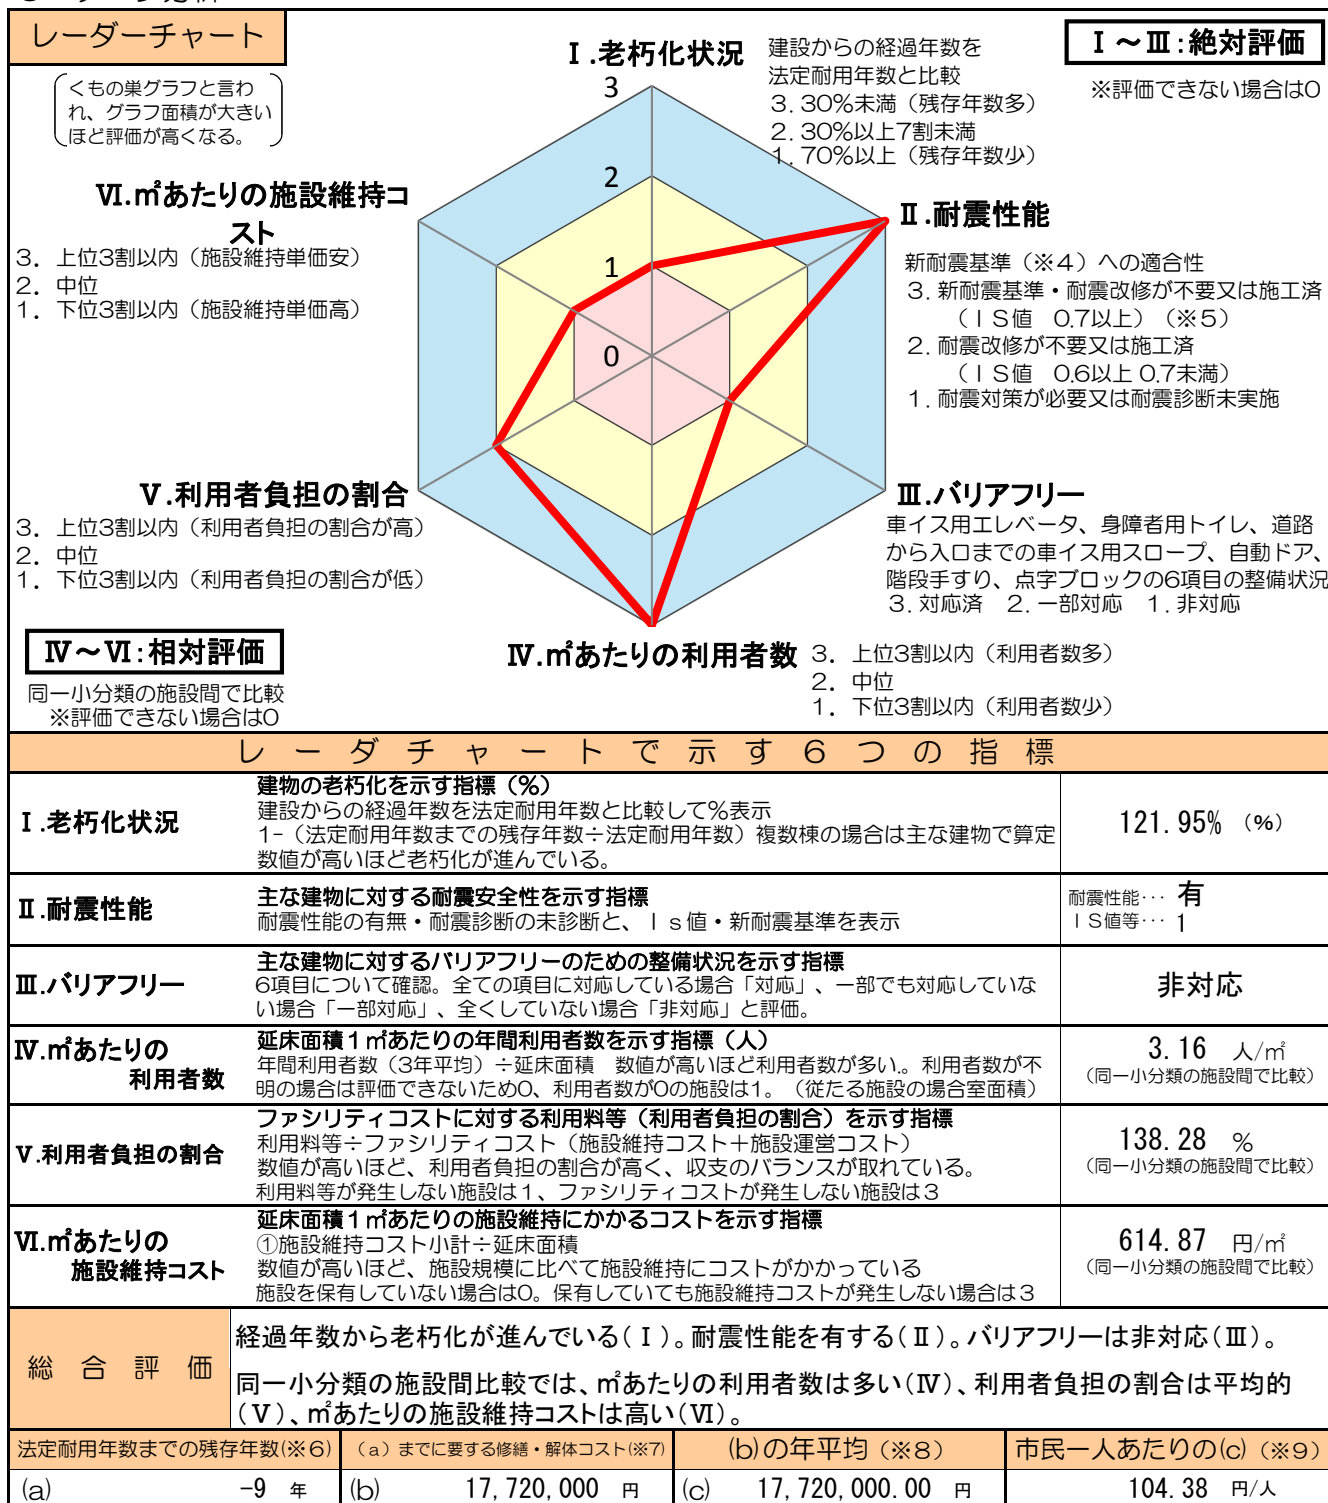 レーダーチャート
くもの巣グラフと言わ
れ、グラフ面積が大きい
ほど評価が高くなる。
Ⅰ～Ⅲ:絶対評価
※評価できない場合は0
Ⅰ.老朽化状況
建設からの経過年数を
法定耐用年数と比較
3. 30%未満（残存年数多）
2. 30%以上7割未満
1. 70%以上（残存年数少）
3
2
1
0
Ⅱ.耐震性能
新耐震基準（※4）への適合性
3. 新耐震基準・耐震改修が不要又は施工済
（ＩＳ値　0.7以上）（※5）
2. 耐震改修が不要又は施工済
（ＩＳ値　0.6以上 0.7未満）
1. 耐震対策が必要又は耐震診断未実施
Ⅲ.バリアフリー
車イス用エレベータ、身障者用トイレ、道路
から入口までの車イス用スロープ、自動ドア、
階段手すり、点字ブロックの6項目の整備状況
3. 対応済　2. 一部対応　1. 非対応
Ⅳ.㎡あたりの利用者数
3. 上位3割以内（利用者数多）
2. 中位
1. 下位3割以内（利用者数少）
Ⅴ.利用者負担の割合
3. 上位3割以内（利用者負担の割合が高）
2. 中位
1. 下位3割以内（利用者負担の割合が低）
Ⅵ.㎡あたりの施設維持コ
スト
3. 上位3割以内（施設維持単価安）
2. 中位
1. 下位3割以内（施設維持単価高）
Ⅳ～Ⅵ:相対評価
同一小分類の施設間で比較
※評価できない場合は0
レーダチャートで示す６つの指標
Ⅰ.老朽化状況
建物の老朽化を示す指標（%）
建設からの経過年数を法定耐用年数と比較して%表示
1-（法定耐用年数までの残存年数÷法定耐用年数）複数棟の場合は主な建物で算定
数値が高いほど老朽化が進んでいる。
121.95% （%）
Ⅱ.耐震性能
主な建物に対する耐震安全性を示す指標
耐震性能の有無・耐震診断の未診断と、Ｉｓ値・新耐震基準を表示
耐震性能… 有
ＩＳ値等… 1
Ⅲ.バリアフリー
主な建物に対するバリアフリーのための整備状況を示す指標
6項目について確認。全ての項目に対応している場合「対応」、一部でも対応していな
い場合「一部対応」、全くしていない場合「非対応」と評価。
非対応
Ⅳ.㎡あたりの
利用者数
延床面積１㎡あたりの年間利用者数を示す指標（人）
年間利用者数（3年平均）÷延床面積　数値が高いほど利用者数が多い。利用者数が不
明の場合は評価できないため0、利用者数が0の施設は1。（従たる施設の場合室面積）
3.16 人/㎡
（同一小分類の施設間で比較）
Ⅴ.利用者負担の割合
ファシリティコストに対する利用料等（利用者負担の割合）を示す指標
利用料等÷ファシリティコスト（施設維持コスト＋施設運営コスト）
数値が高いほど、利用者負担の割合が高く、収支のバランスが取れている。
利用料等が発生しない施設は１、ファシリティコストが発生しない施設は３
138.28 %
（同一小分類の施設間で比較）
Ⅵ.㎡あたりの
施設維持コスト
延床面積１㎡あたりの施設維持にかかるコストを示す指標
①施設維持コスト小計÷延床面積
数値が高いほど、施設規模に比べて施設維持にコストがかかっている
施設を保有していない場合は0。保有していても施設維持コストが発生しない場合は３
614.87 円/㎡
（同一小分類の施設間で比較）
総合評価
経過年数から老朽化が進んでいる(Ⅰ)。耐震性能を有する(Ⅱ)。バリアフリーは非対応(Ⅲ)。
同一小分類の施設間比較では、㎡あたりの利用者数は多い(Ⅳ)、利用者負担の割合は平均的
(Ⅴ)、㎡あたりの施設維持コストは高い(Ⅵ)。
法定耐用年数までの残存年数(※6)
（a）までに要する修繕・解体コスト(※7)
(b)の年平均（※8）
市民一人あたりの(c)（※9）
(a) -9 年
(b) 17,720,000 円
(c) 17,720,000.00 円
104.38 円/人